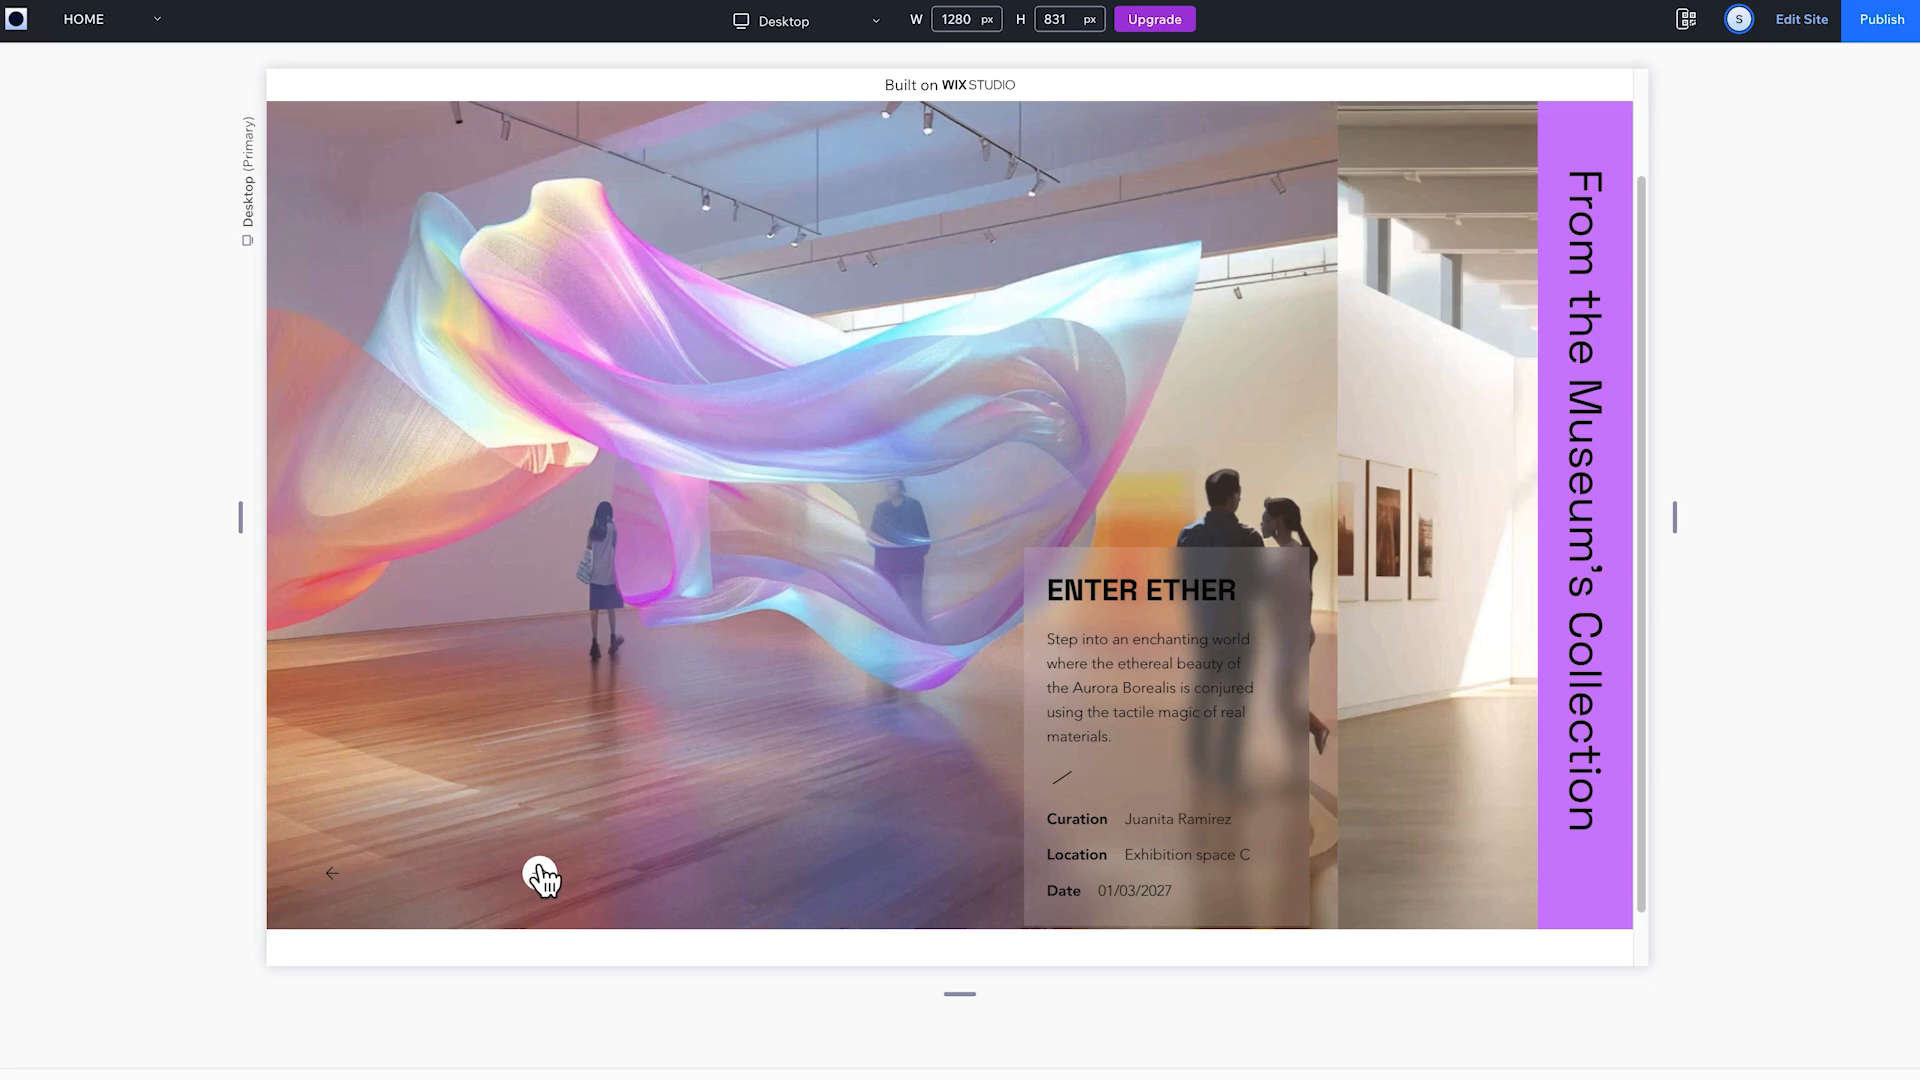 HOME
Desktop
W 1280 px H 831 px
Upgrade
S
Edit Site
Publish
Built on WIX STUDIO
Desktop (Primary)
ENTER ETHER
Step into an enchanting world
where the ethereal beauty of
the Aurora Borealis is conjured
using the tactile magic of real
materials.
Curation Juanita Ramirez
Location Exhibition space C
Date 01/03/2027
From the Museum's Collection